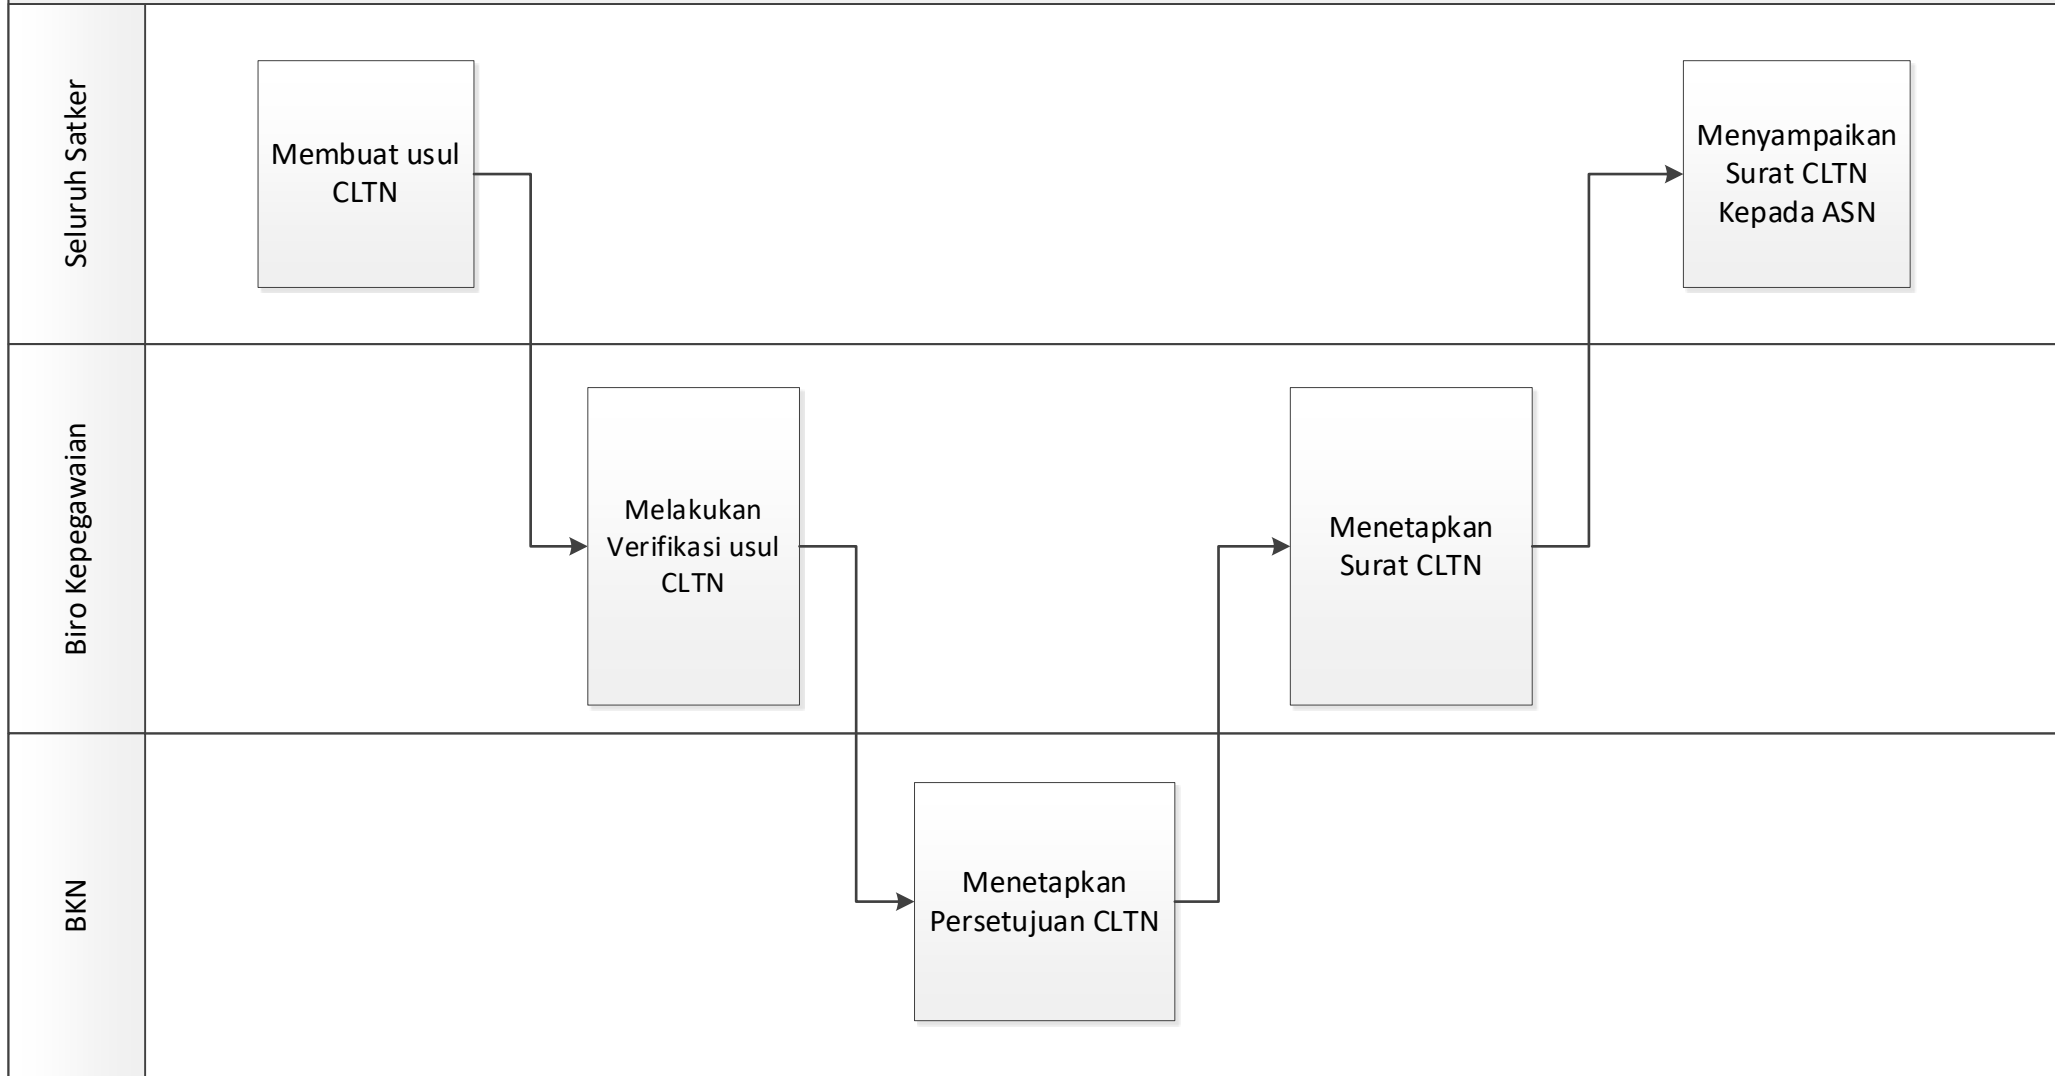 Seluruh Satker
Membuat usul
CLTN
Menyampaikan
Surat CLTN
Kepada ASN
Biro Kepegawaian
Melakukan
Verifikasi usul
CLTN
Menetapkan
Surat CLTN
BKN
Menetapkan
Persetujuan CLTN